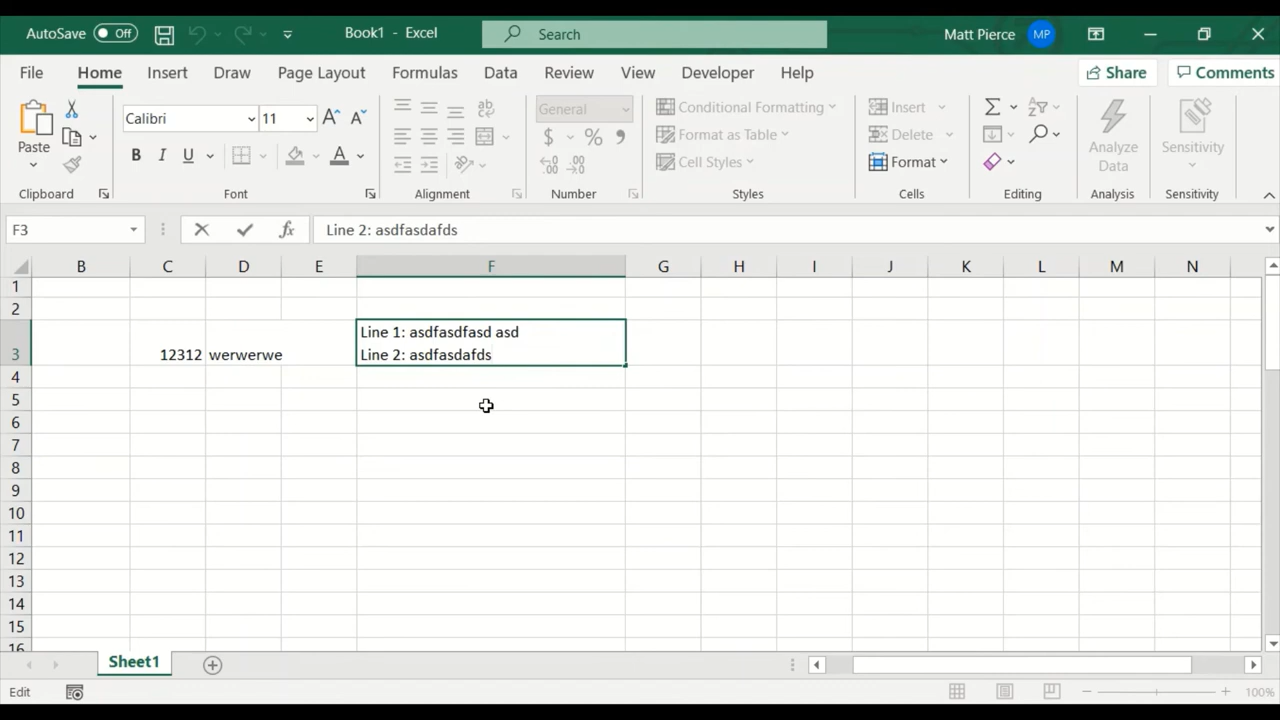 AutoSave Off Book1 - Excel Search Matt Pierce MP
File Home Insert Draw Page Layout Formulas Data Review View Developer Help Share Comments
Calibri 11 A A ab General Conditional Formatting Insert Σ
Paste B I U A $ % , Format as Table Delete Analyze Data Sensitivity
Cell Styles Format
Clipboard Font Alignment Number Styles Cells Editing Analysis Sensitivity
F3 fx Line 2: asdfasdafds
B C D E F G H I J K L M N
1
2
Line 1: asdfasdfasd asd
3 12312 werwerwe Line 2: asdfasdafds
4
5
6
7
8
9
10
11
12
13
14
15
16
Sheet1
Edit 100%